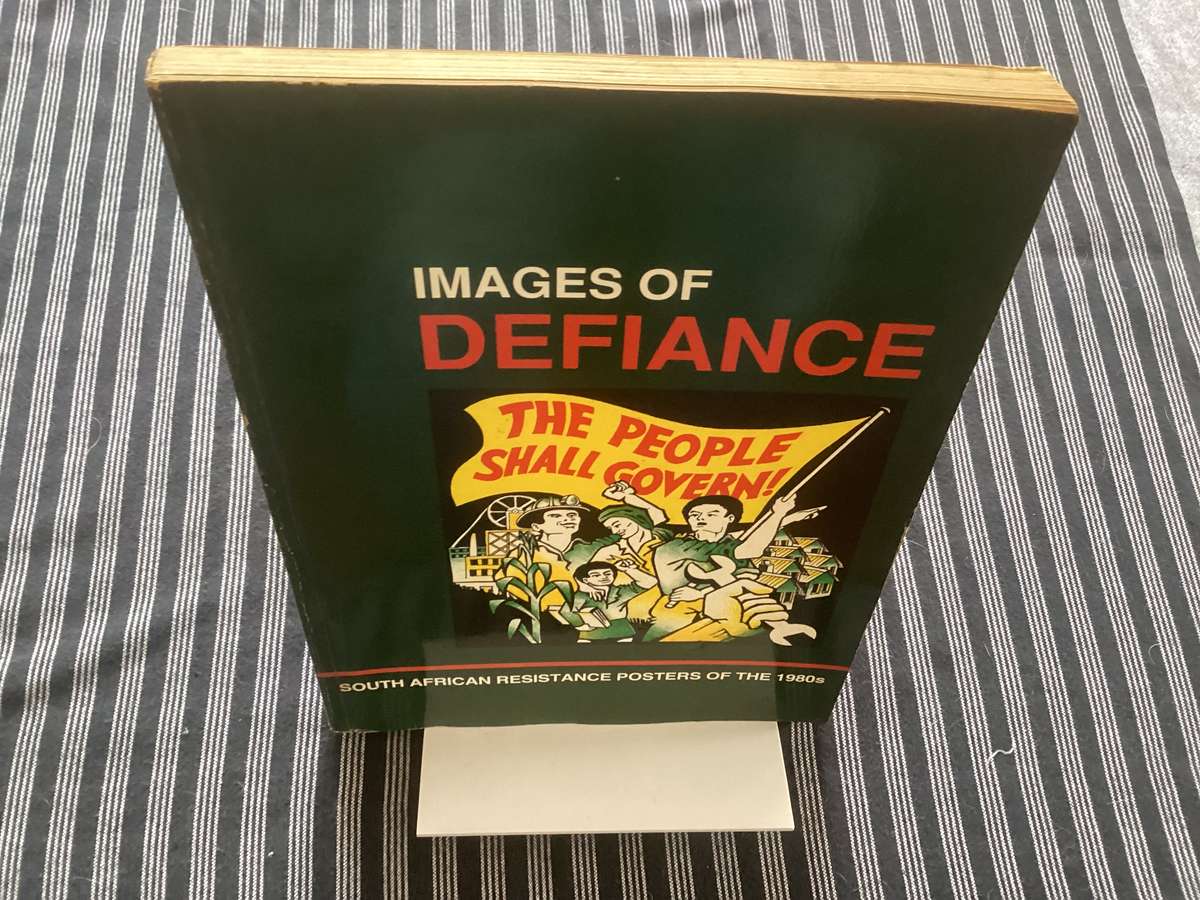 IMAGES OF
DEFIANCE
THE PEOPLE
SHALL GOVERN!
SOUTH AFRICAN RESISTANCE POSTERS OF THE 1980s